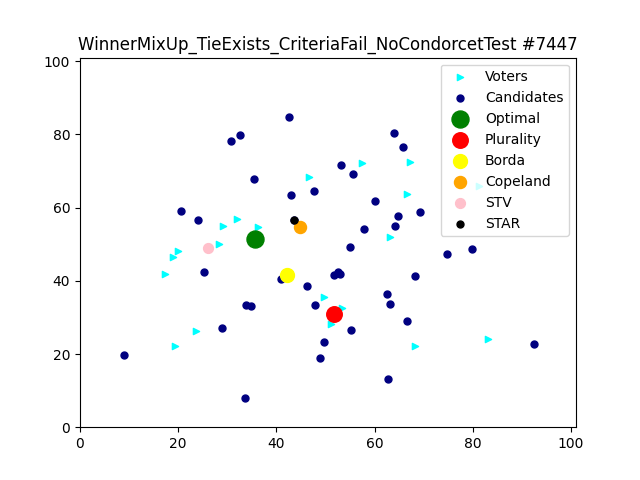 WinnerMixUp_TieExists_CriteriaFail_NoCondorcetTest #7447
100
80
60
40
20
0
0 20 40 60 80 100
Voters
Candidates
Optimal
Plurality
Borda
Copeland
STV
STAR